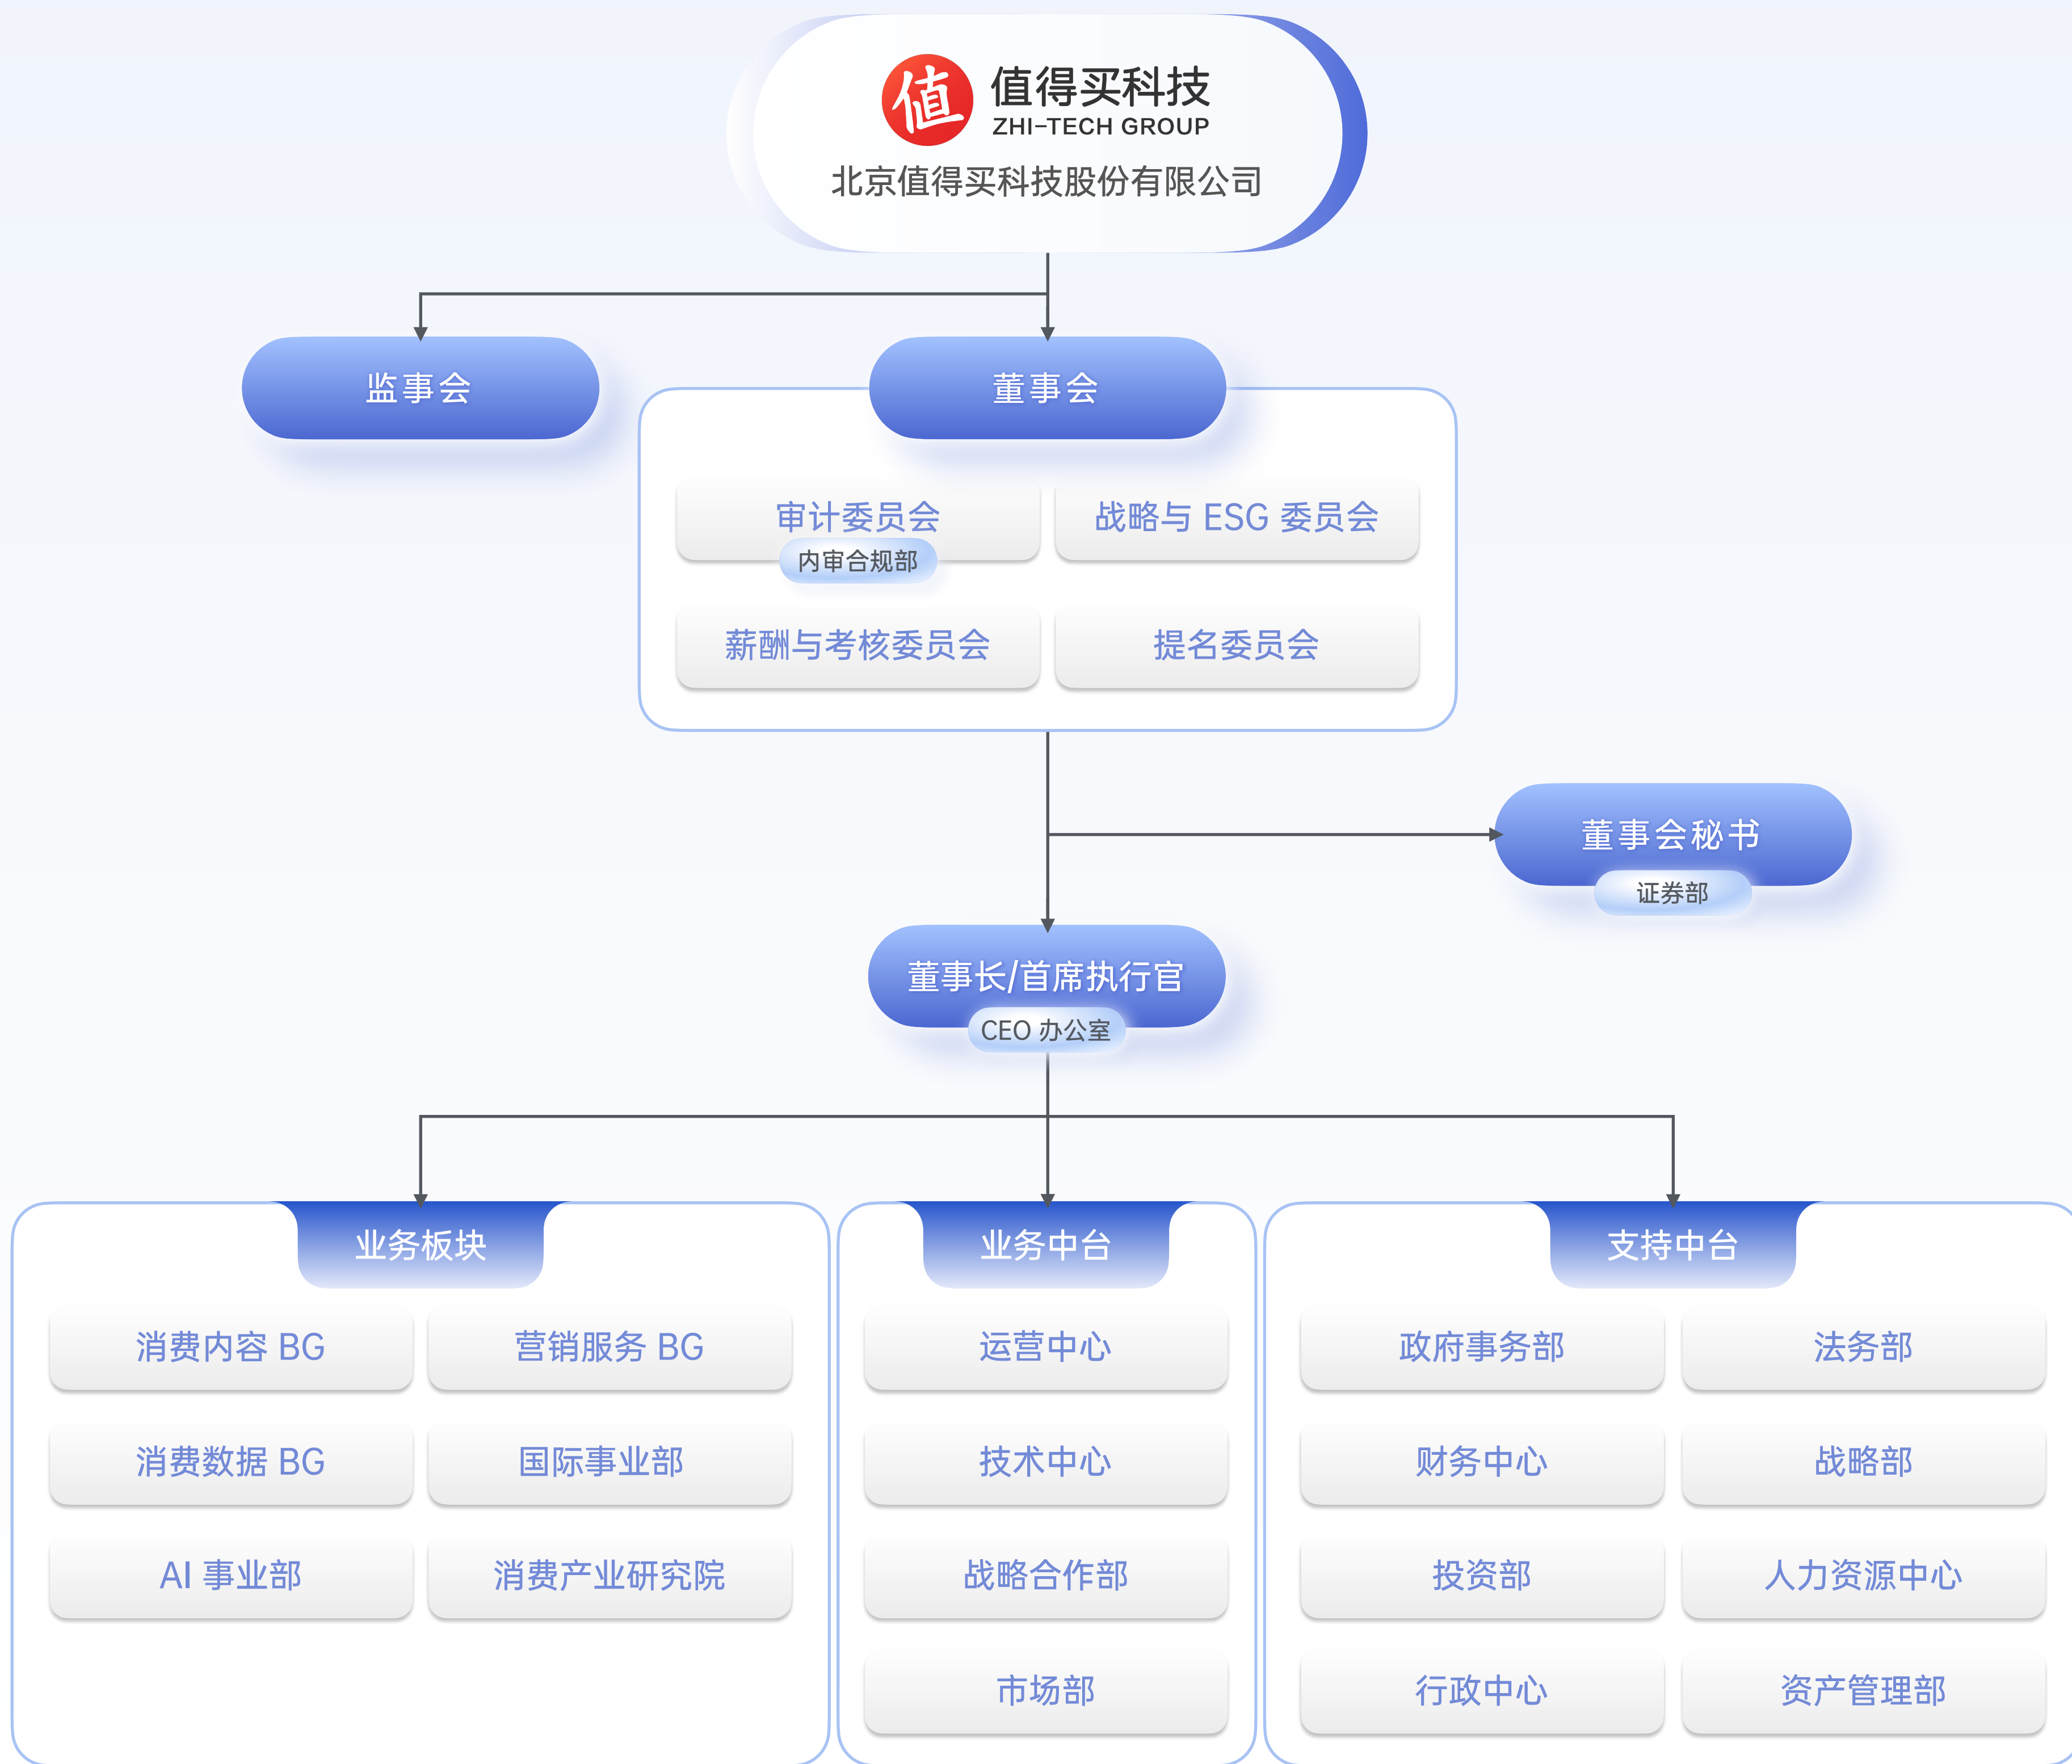 值 值得买科技
ZHI-TECH GROUP
北京值得买科技股份有限公司
监事会
董事会
审计委员会
内审合规部
战略与 ESG 委员会
薪酬与考核委员会
提名委员会
董事会秘书
证券部
董事长/首席执行官
CEO 办公室
业务板块
消费内容 BG
营销服务 BG
消费数据 BG
国际事业部
AI 事业部
消费产业研究院
业务中台
运营中心
技术中心
战略合作部
市场部
支持中台
政府事务部
法务部
财务中心
战略部
投资部
人力资源中心
行政中心
资产管理部